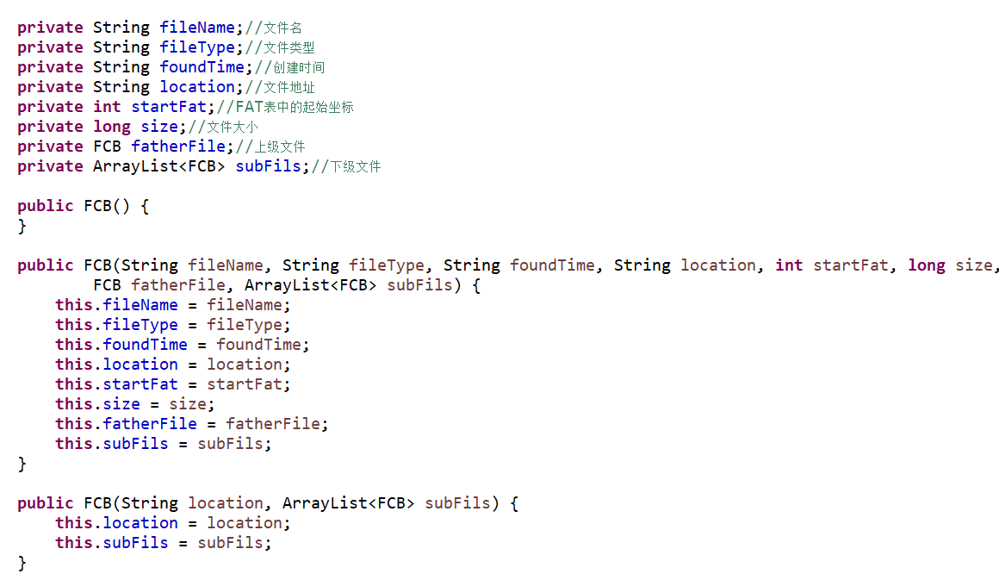 private String fileName;//文件名
private String fileType;//文件类型
private String foundTime;//创建时间
private String location;//文件地址
private int startFat;//FAT表中的起始坐标
private long size;//文件大小
private FCB fatherFile;//上级文件
private ArrayList<FCB> subFils;//下级文件
public FCB() {
}
public FCB(String fileName, String fileType, String foundTime, String location, int startFat, long size,
FCB fatherFile, ArrayList<FCB> subFils) {
this.fileName = fileName;
this.fileType = fileType;
this.foundTime = foundTime;
this.location = location;
this.startFat = startFat;
this.size = size;
this.fatherFile = fatherFile;
this.subFils = subFils;
}
public FCB(String location, ArrayList<FCB> subFils) {
this.location = location;
this.subFils = subFils;
}